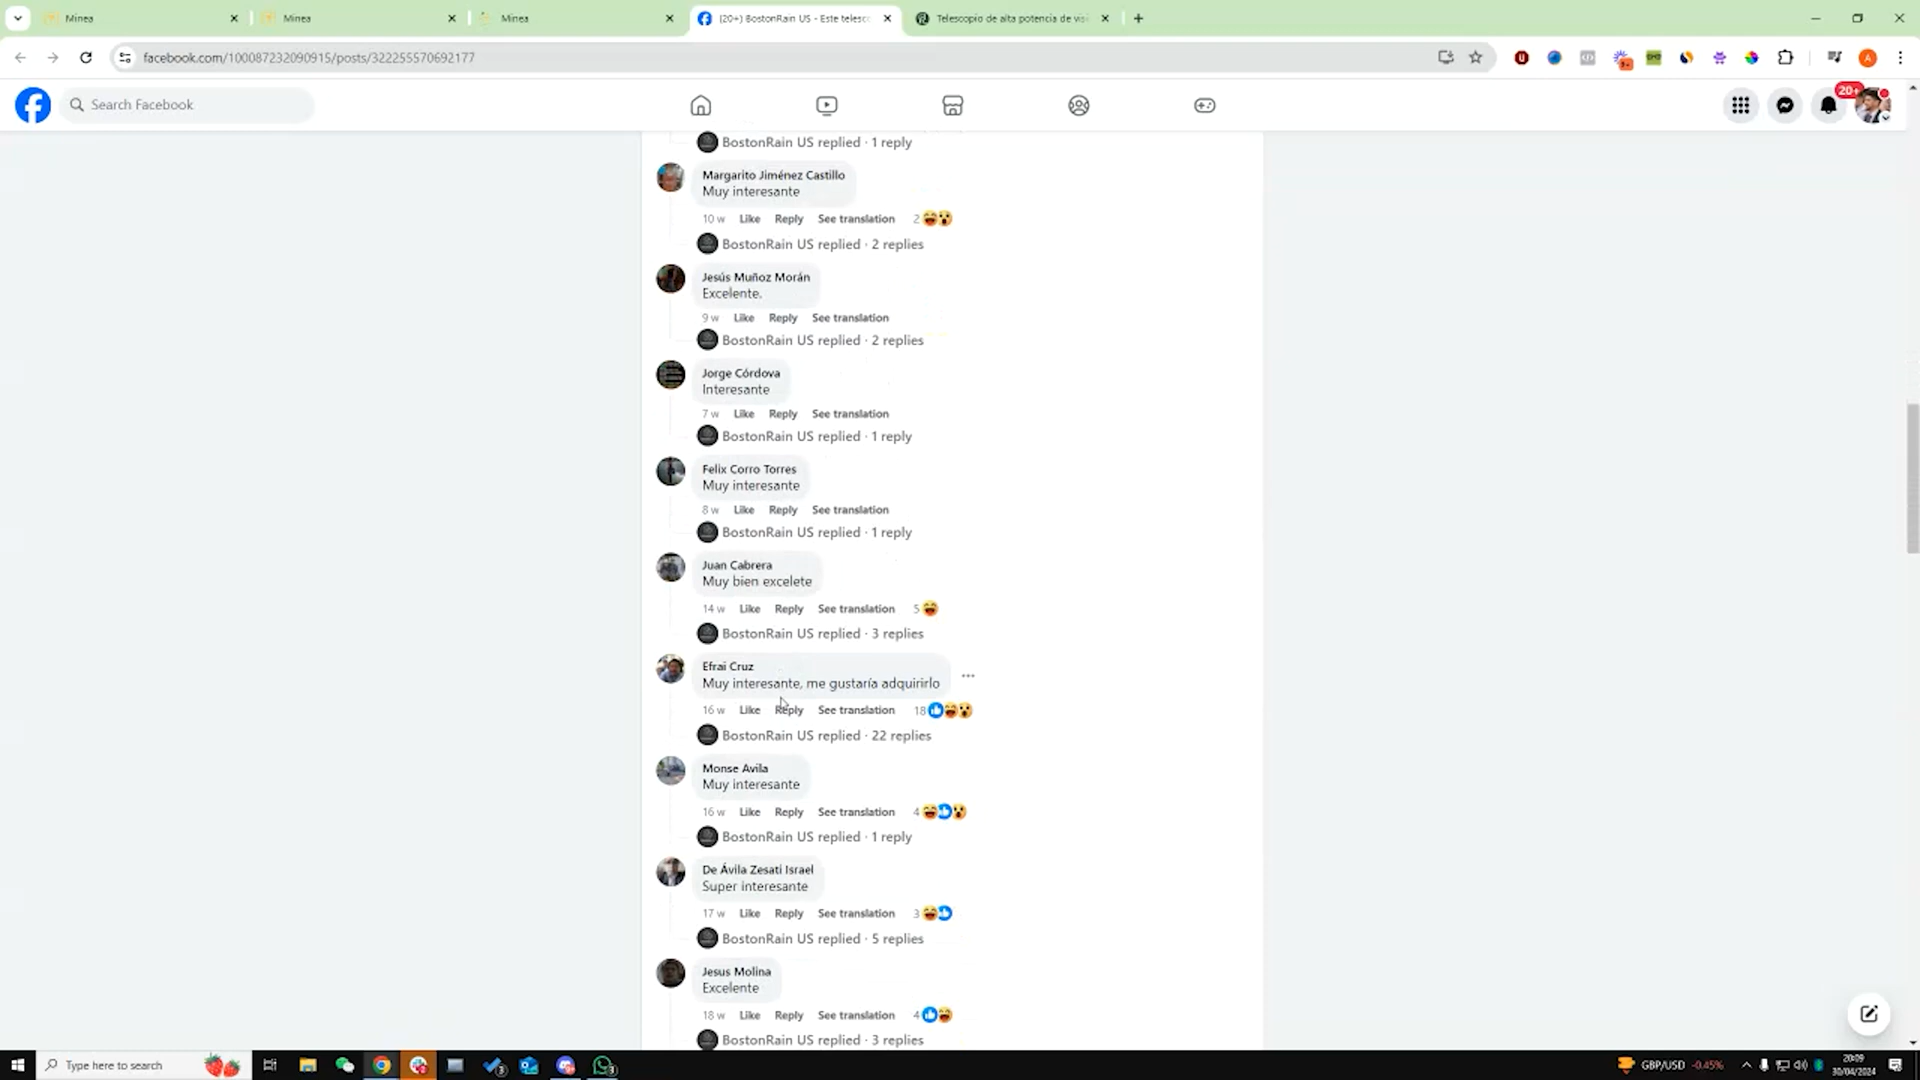 Minea
Minea
Minea
(20+) BostonRain US - Este telesc
Telescopio de alta potencia de vis
facebook.com/100087232090915/posts/322255570692177
Search Facebook
20+
BostonRain US replied · 1 reply
Margarito Jiménez Castillo
Muy interesante
10 w Like Reply See translation 2
BostonRain US replied · 2 replies
Jesús Muñoz Morán
Excelente.
9 w Like Reply See translation
BostonRain US replied · 2 replies
Jorge Córdova
Interesante
7 w Like Reply See translation
BostonRain US replied · 1 reply
Felix Corro Torres
Muy interesante
8 w Like Reply See translation
BostonRain US replied · 1 reply
Juan Cabrera
Muy bien excelete
14 w Like Reply See translation 5
BostonRain US replied · 3 replies
Efrai Cruz
Muy interesante, me gustaría adquirirlo
16 w Like Reply See translation 18
BostonRain US replied · 22 replies
Monse Avila
Muy interesante
16 w Like Reply See translation 4
BostonRain US replied · 1 reply
De Ávila Zesati Israel
Super interesante
17 w Like Reply See translation 3
BostonRain US replied · 5 replies
Jesus Molina
Excelente
18 w Like Reply See translation 4
BostonRain US replied · 3 replies
Type here to search
GBP/USD -0.45%
20:09
30/04/2024